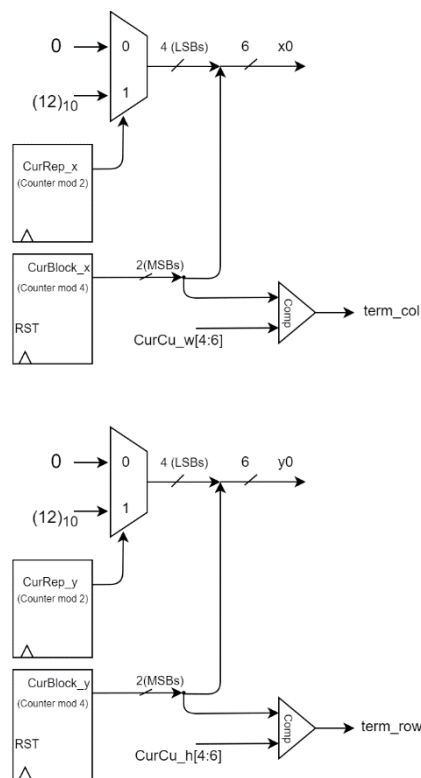 0
0
4 (LSBs)
6
x0
(12)10
1
CurRep_x
(Counter mod 2)
CurBlock_x
(Counter mod 4)
2(MSBs)
RST
Comp
term_col
CurCu_w[4:6]
0
0
4 (LSBs)
6
y0
(12)10
1
CurRep_y
(Counter mod 2)
CurBlock_y
(Counter mod 4)
2(MSBs)
RST
Comp
term_row
CurCu_h[4:6]